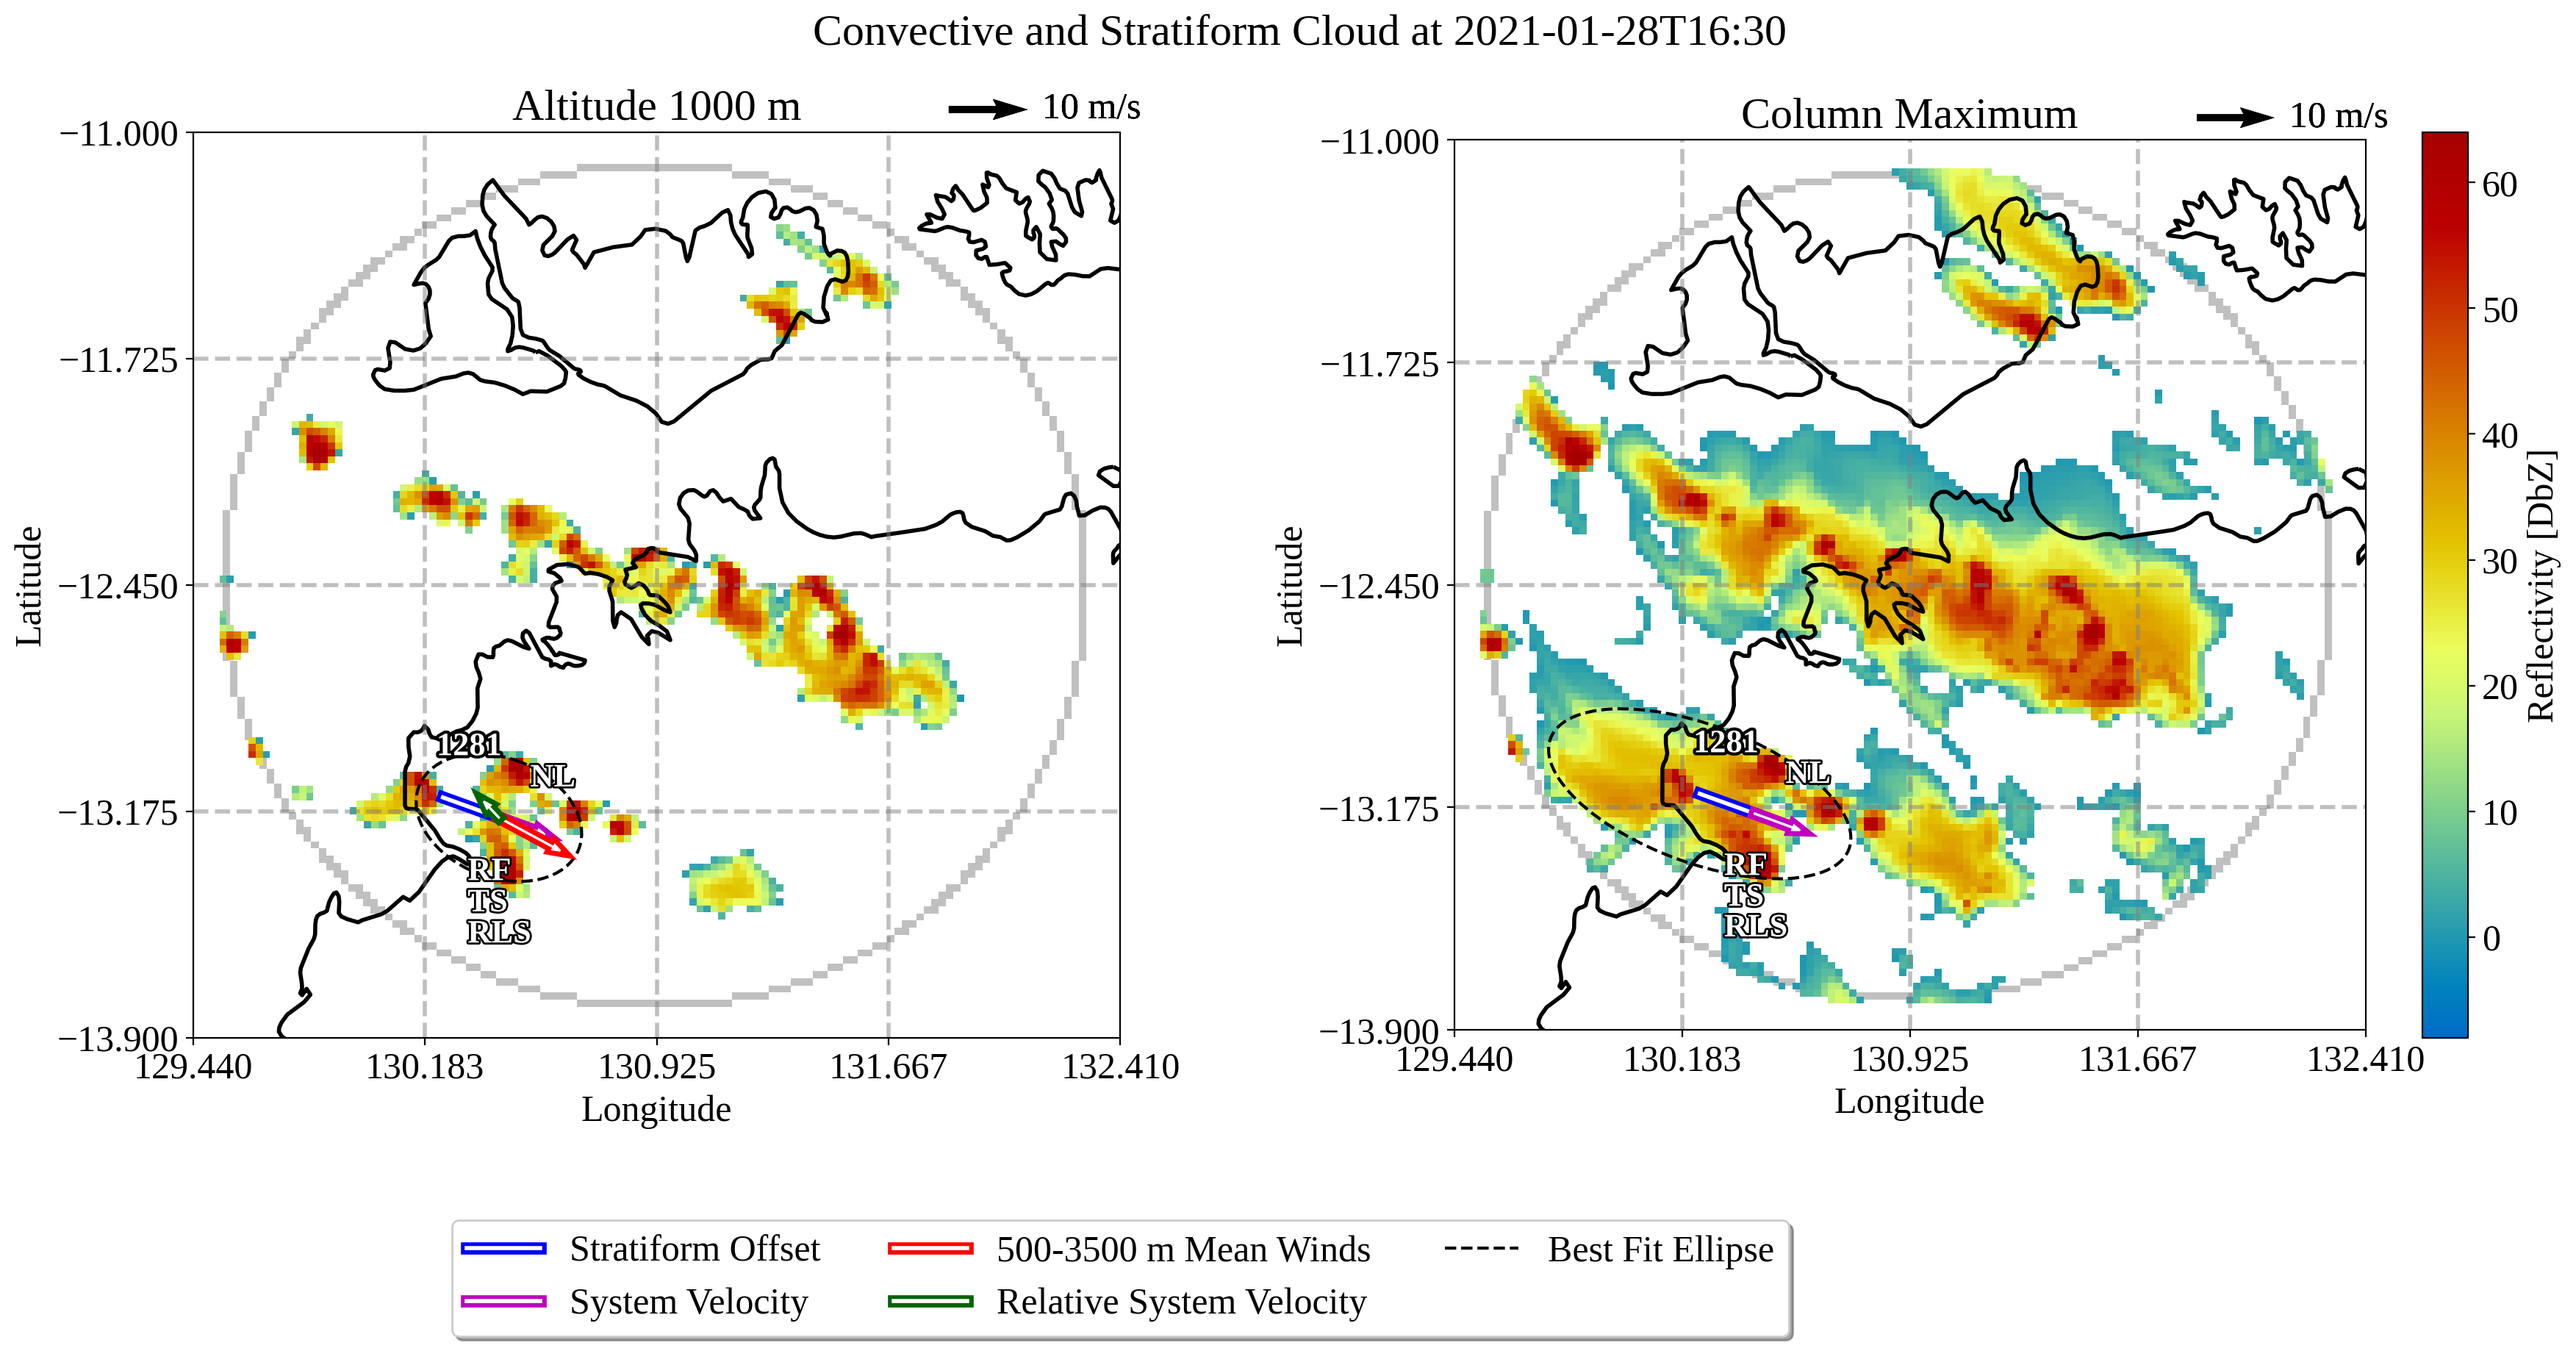 Convective and Stratiform Cloud at 2021-01-28T16:30
Altitude 1000 m
10 m/s
−11.000
−11.725
−12.450
−13.175
−13.900
Latitude
1281
NL
RF
TS
RLS
129.440
130.183
130.925
131.667
132.410
Longitude
Column Maximum
10 m/s
−11.000
−11.725
−12.450
−13.175
−13.900
Latitude
1281
NL
RF
TS
RLS
129.440
130.183
130.925
131.667
132.410
Longitude
60
50
40
30
20
10
0
Reflectivity [DbZ]
Stratiform Offset
System Velocity
500-3500 m Mean Winds
Relative System Velocity
Best Fit Ellipse